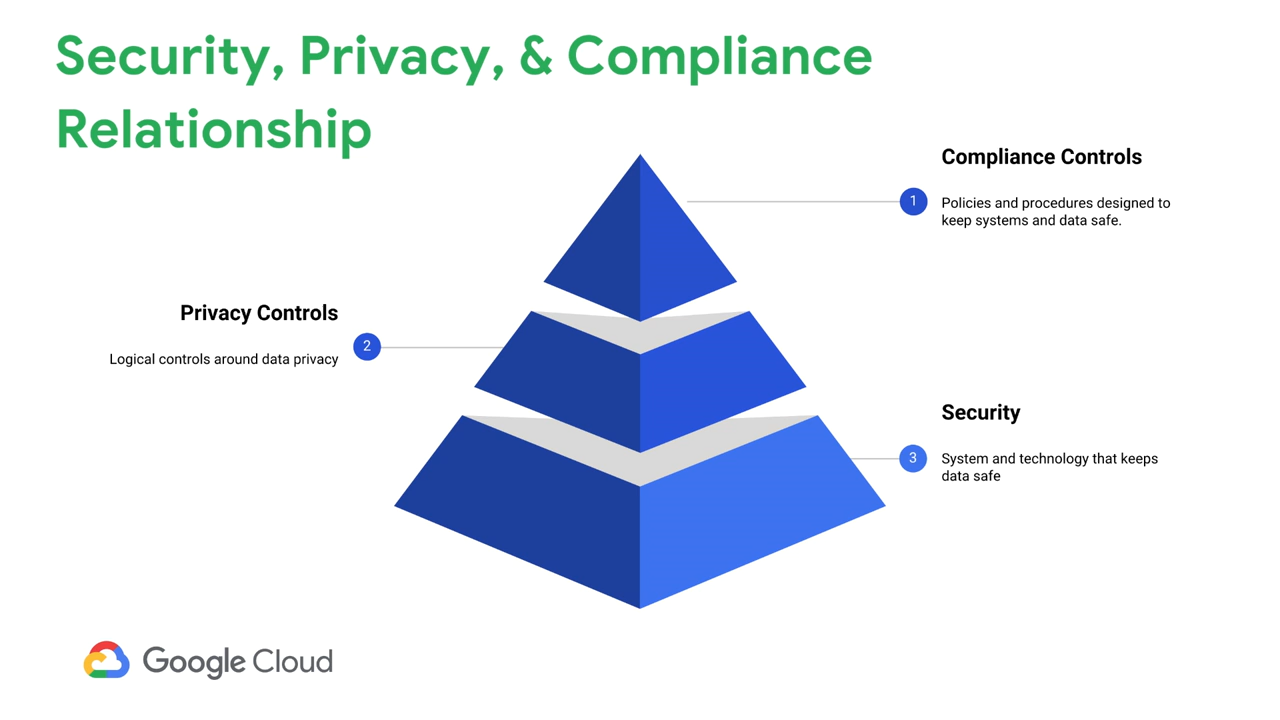 Security, Privacy, & Compliance
Relationship
Compliance Controls
1
Policies and procedures designed to
keep systems and data safe.
Privacy Controls
2
Logical controls around data privacy
Security
3
System and technology that keeps
data safe
Google Cloud